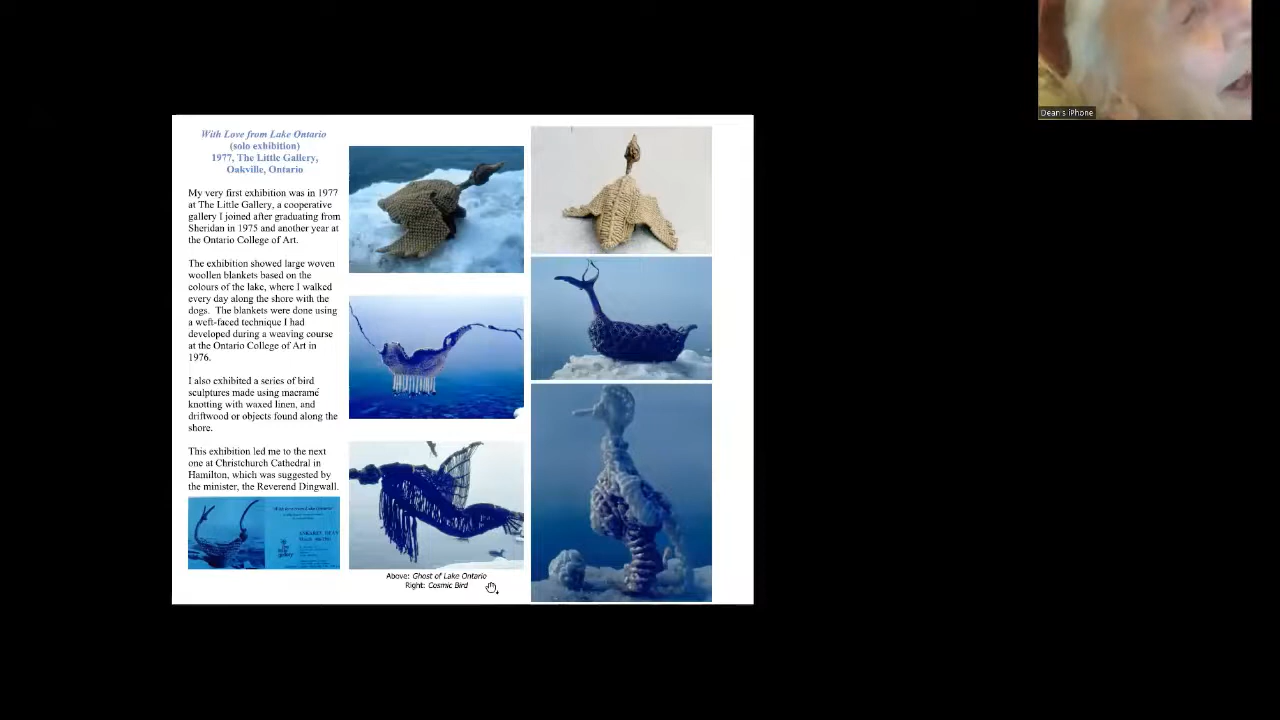 With Love from Lake Ontario
(solo exhibition)
1977, The Little Gallery,
Oakville, Ontario
My very first exhibition was in 1977
at The Little Gallery, a cooperative
gallery I joined after graduating from
Sheridan in 1975 and another year at
the Ontario College of Art.
The exhibition showed large woven
woollen blankets based on the
colours of the lake, where I walked
every day along the shore with the
dogs.  The blankets were done using
a weft-faced technique I had
developed during a weaving course
at the Ontario College of Art in
1976.
I also exhibited a series of bird
sculptures made using macramé
knotting with waxed linen, and
driftwood or objects found along the
shore.
This exhibition led me to the next
one at Christchurch Cathedral in
Hamilton, which was suggested by
the minister, the Reverend Dingwall.
Above: Ghost of Lake Ontario
Right: Cosmic Bird
Dean's iPhone